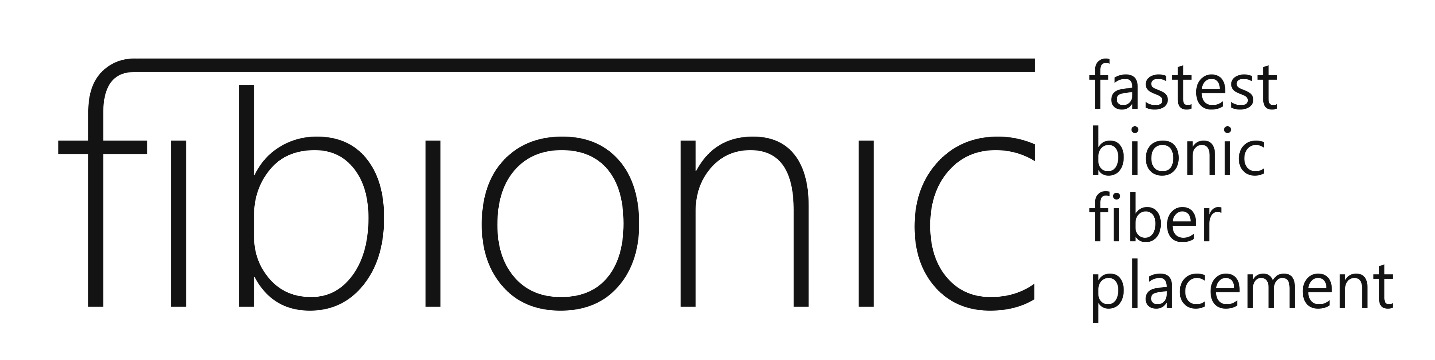 fibionic
fastest
bionic
fiber
placement